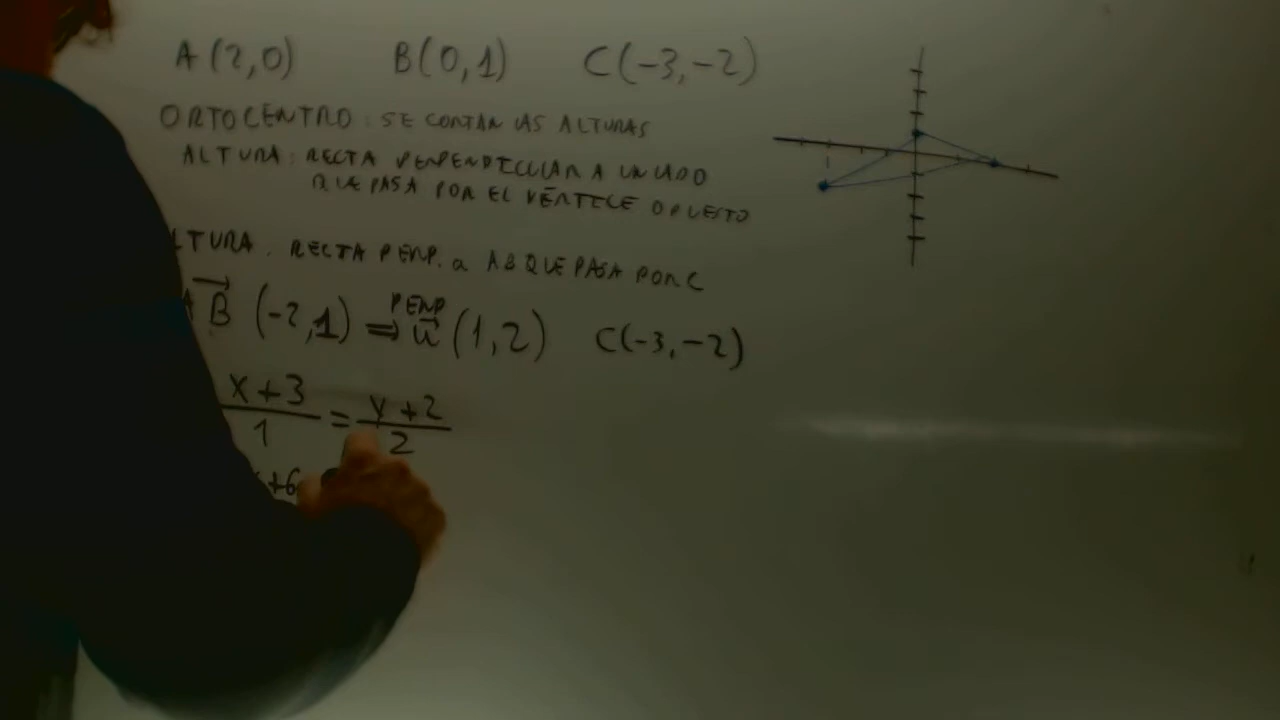 A(2,0) B(0,1) C(-3,-2)
ORTOCENTRO: SE CORTAN LAS ALTURAS
ALTURA: RECTA PERPENDICULAR A UN LADO
QUE PASA POR EL VÉRTICE OPUESTO
LTURA. RECTA PERP. a AB QUE PASA POR C
AB (-2,1) ⇒ PERP u (1,2) C(-3,-2)
x+3 / 1 = y+2 / 2
+6